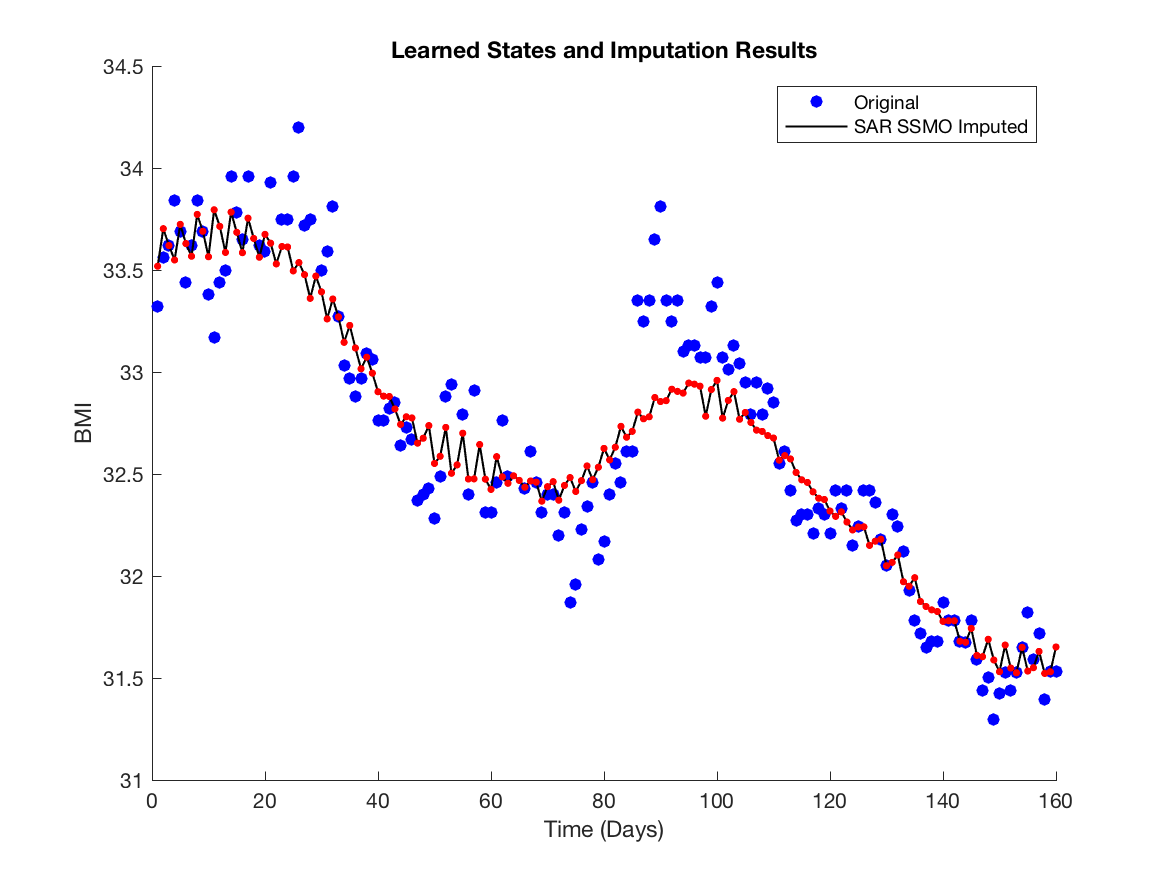 Learned States and Imputation Results
34.5
34
33.5
33
32.5
32
31.5
31
BMI
Original
SAR SSMO Imputed
0 20 40 60 80 100 120 140 160
Time (Days)